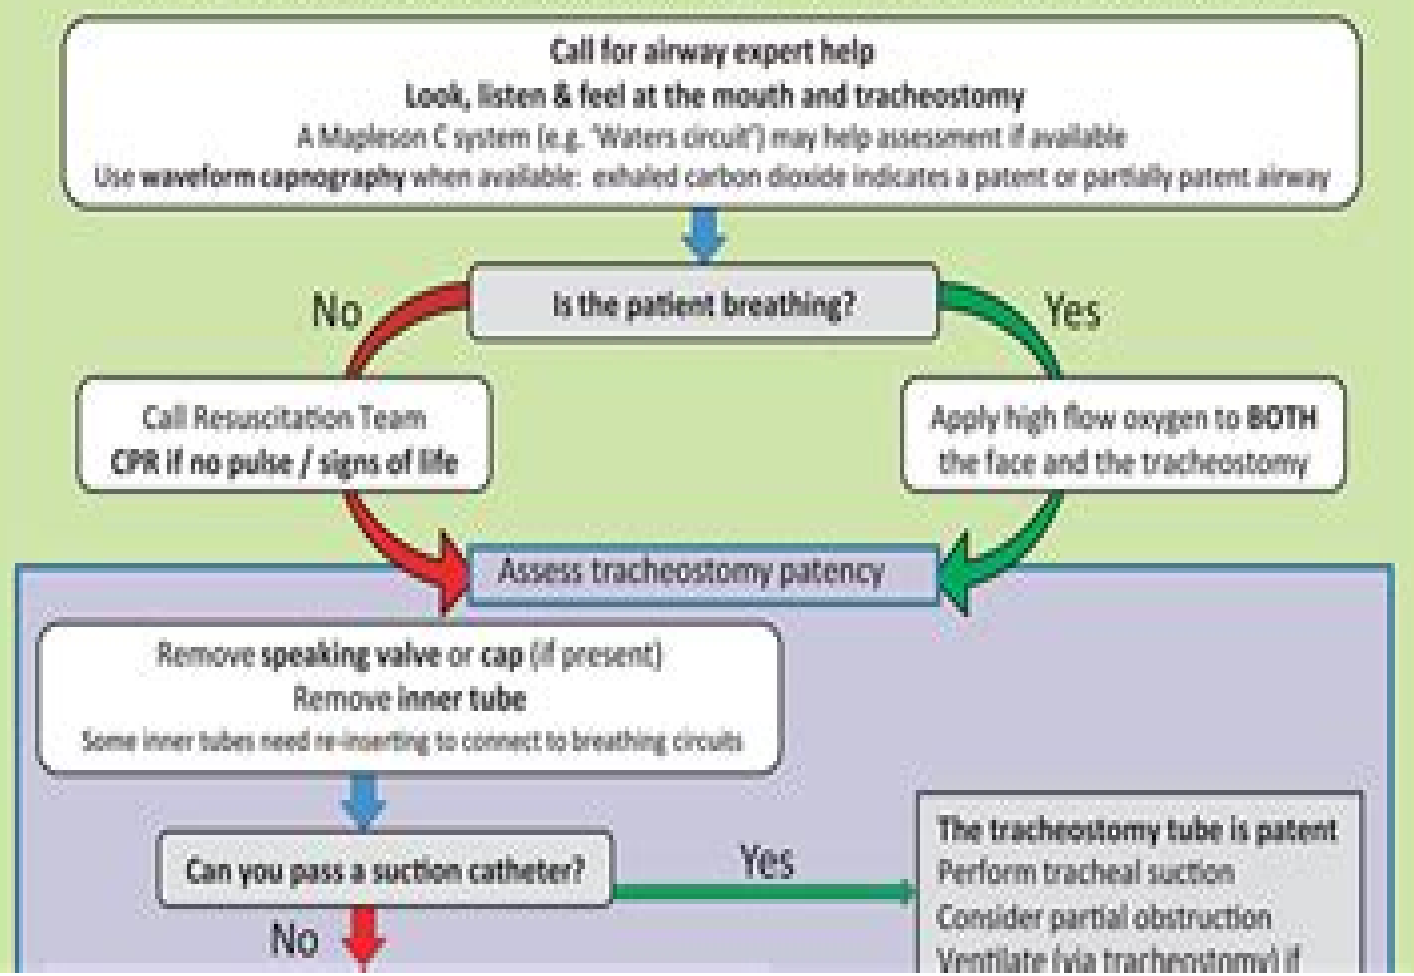 Call for airway expert help
Look, listen & feel at the mouth and tracheostomy
A Mapleson C system (e.g. 'Waters circuit') may help assessment if available
Use waveform capnography when available: exhaled carbon dioxide indicates a patent or partially patent airway
Is the patient breathing?
No
Yes
Call Resuscitation Team
CPR if no pulse / signs of life
Apply high flow oxygen to BOTH
the face and the tracheostomy
Assess tracheostomy patency
Remove speaking valve or cap (if present)
Remove inner tube
Some inner tubes need re-inserting to connect to breathing circuits
Can you pass a suction catheter?
Yes
No
The tracheostomy tube is patent
Perform tracheal suction
Consider partial obstruction
Ventilate (via tracheostomy) if